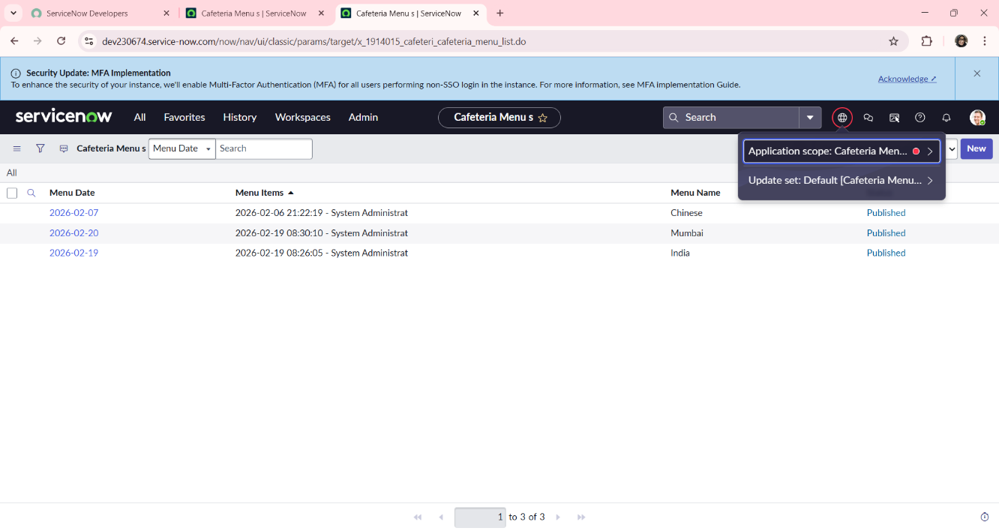 ServiceNow Developers
Cafeteria Menu s | ServiceNow
Cafeteria Menu s | ServiceNow
dev230674.service-now.com/now/nav/ui/classic/params/target/x_1914015_cafeteri_cafeteria_menu_list.do
Security Update: MFA Implementation
To enhance the security of your instance, we'll enable Multi-Factor Authentication (MFA) for all users performing non-SSO login in the instance. For more information, see MFA implementation Guide.
Acknowledge
servicenow All Favorites History Workspaces Admin Cafeteria Menu s Search
Cafeteria Menu s Menu Date Search New
Application scope: Cafeteria Men...
Update set: Default [Cafeteria Menu...
All
Menu Date Menu Items Menu Name
2026-02-07 2026-02-06 21:22:19 - System Administrat Chinese Published
2026-02-20 2026-02-19 08:30:10 - System Administrat Mumbai Published
2026-02-19 2026-02-19 08:26:05 - System Administrat India Published
1 to 3 of 3